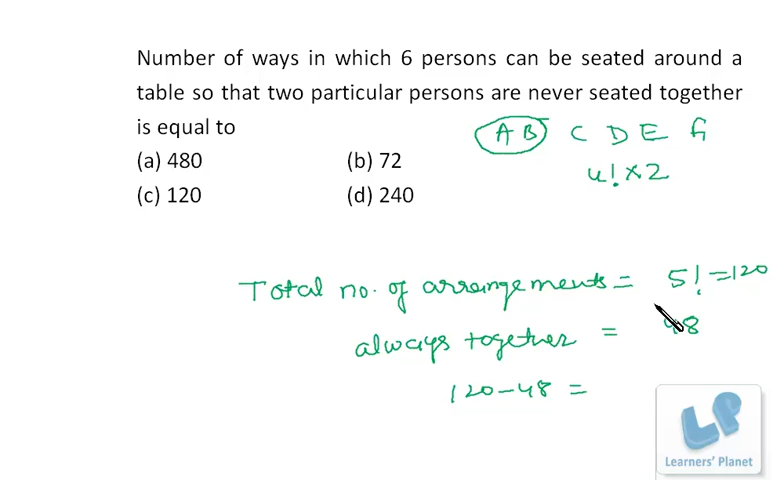 Number of ways in which 6 persons can be seated around a
table so that two particular persons are never seated together
is equal to
(a) 480 (b) 72
(c) 120 (d) 240
A B C D E
4! × 2
Total no. of arrangements = 5! = 120
always together = 48
120 - 48 =
LP
Learners' Planet